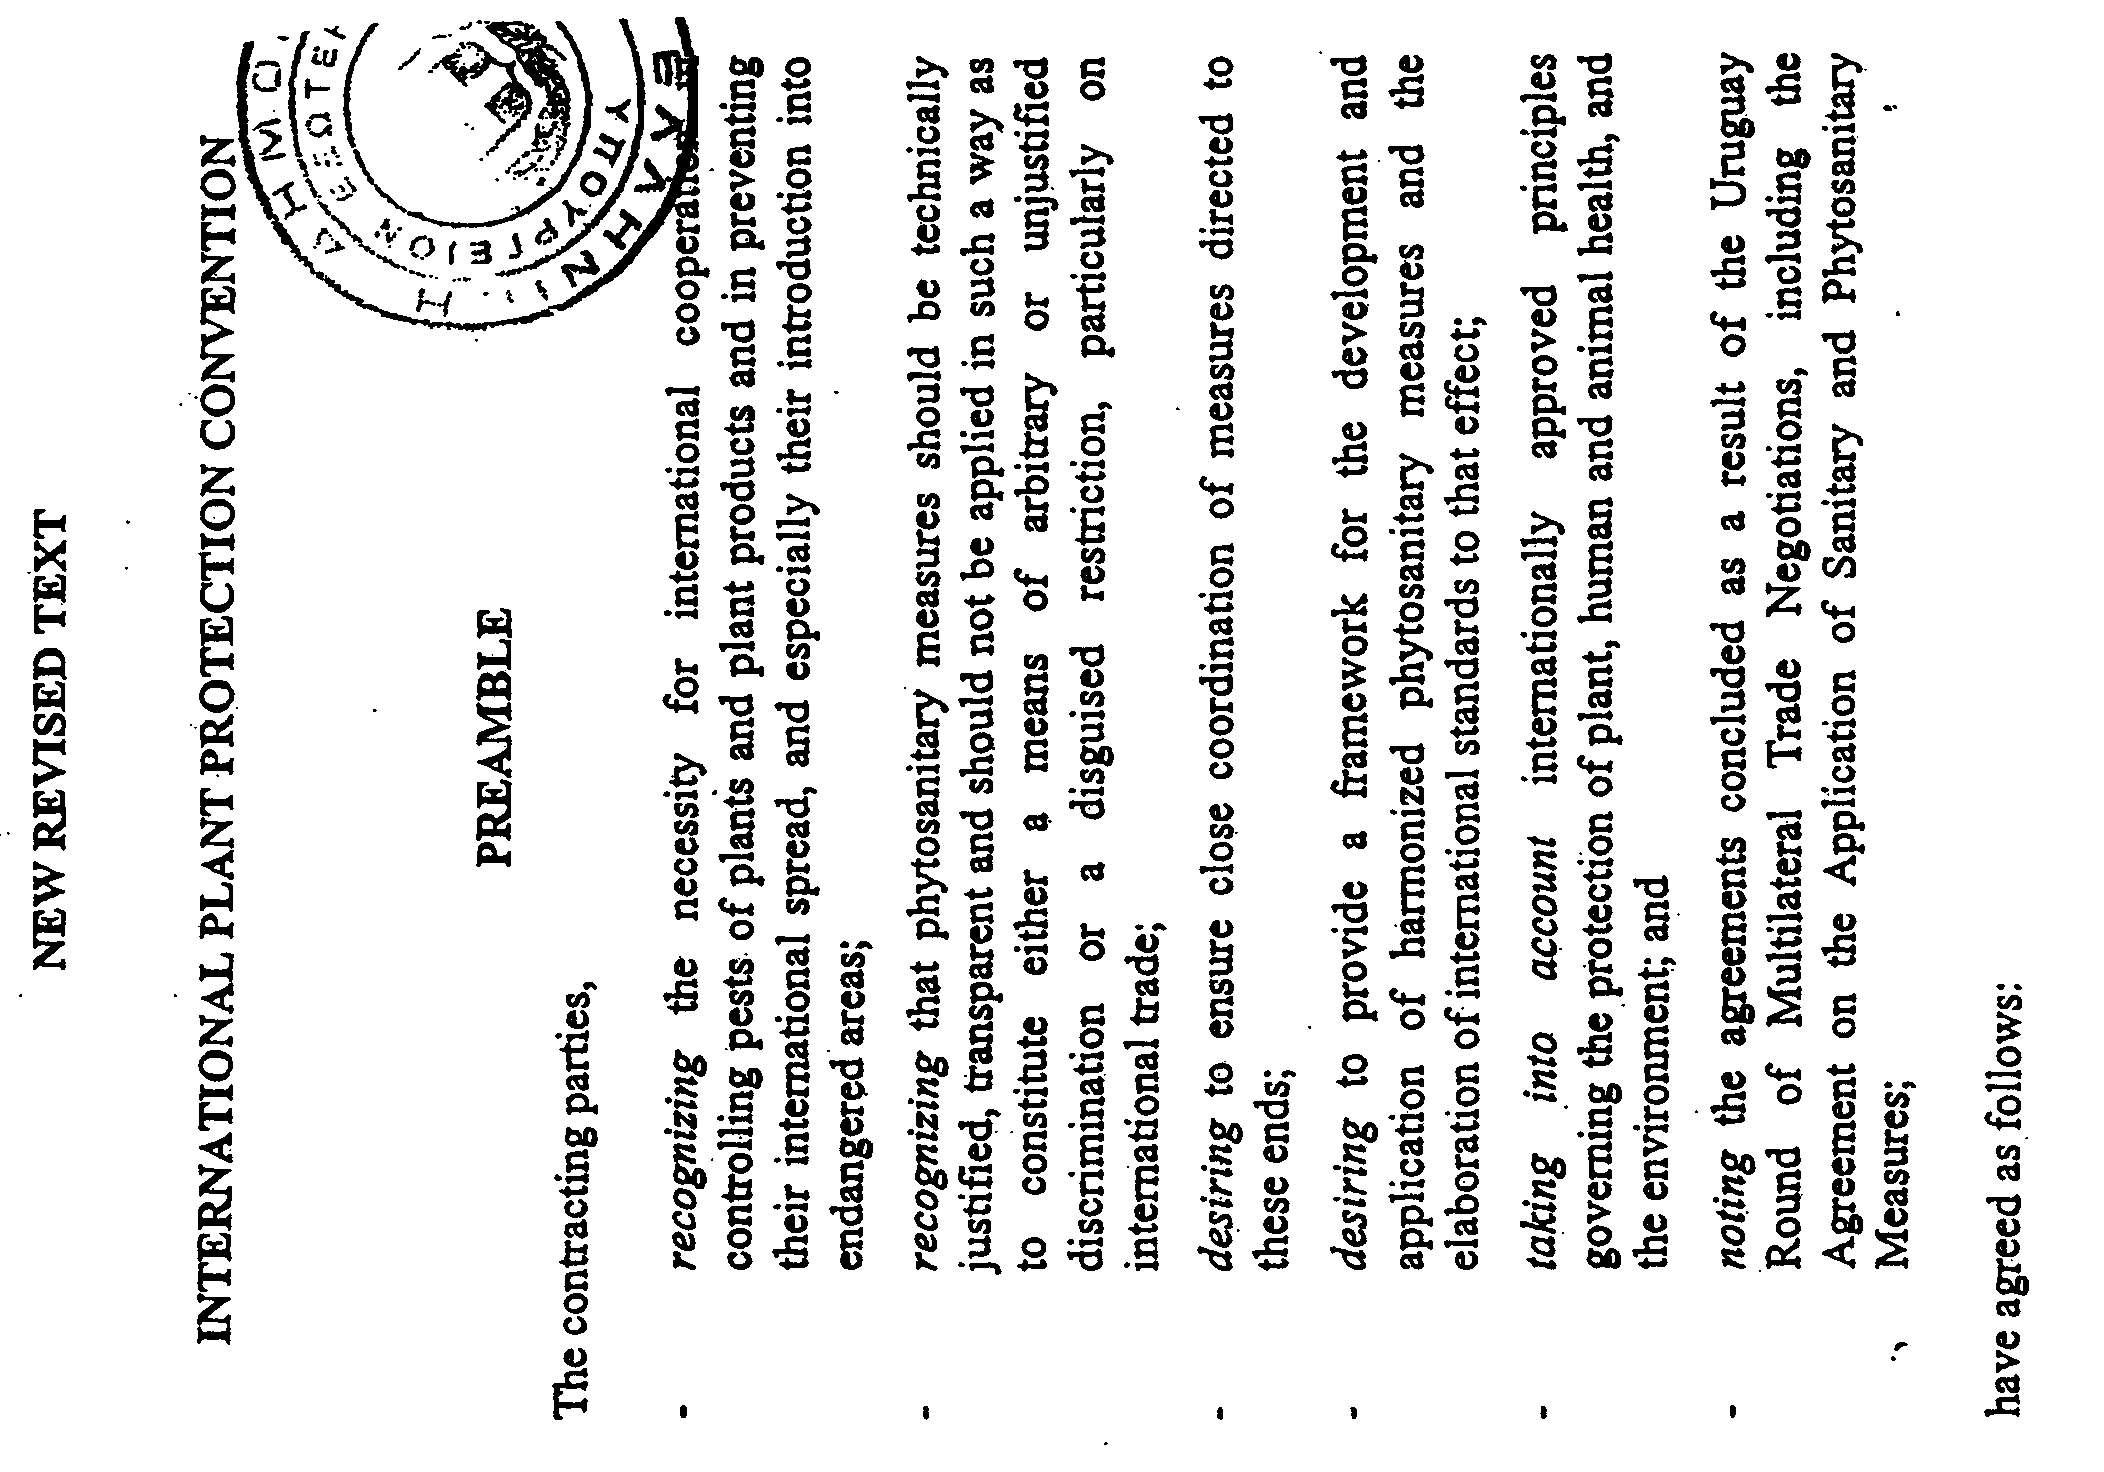 NEW REVISED TEXT
INTERNATIONAL PLANT PROTECTION CONVENTION
PREAMBLE
The contracting parties,
- recognizing the necessity for international cooperation in
controlling pests of plants and plant products and in preventing
their international spread, and especially their introduction into
endangered areas;
- recognizing that phytosanitary measures should be technically
justified, transparent and should not be applied in such a way as
to constitute either a means of arbitrary or unjustified
discrimination or a disguised restriction, particularly on
international trade;
- desiring to ensure close coordination of measures directed to
these ends;
- desiring to provide a framework for the development and
application of harmonized phytosanitary measures and the
elaboration of international standards to that effect;
- taking into account internationally approved principles
governing the protection of plant, human and animal health, and
the environment; and
- noting the agreements concluded as a result of the Uruguay
Round of Multilateral Trade Negotiations, including the
Agreement on the Application of Sanitary and Phytosanitary
Measures;
have agreed as follows:
ΥΠΟΥΡΓΕΙΟΝ